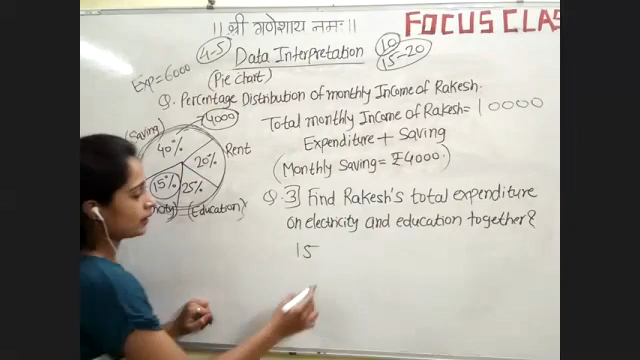 ||श्री गणेशाय नमः||
FOCUS CLAS
4-5
Data Interpretation
10
15-20
Exp=6000
(Pie chart)
Q. Percentage Distribution of monthly Income of Rakesh.
Total monthly Income of Rakesh= 10000
Expenditure + Saving
(Monthly Saving = ₹4000.)
(Saving)
4000
40%
20%
Rent
15%
25%
(Education)
Q. 3] Find Rakesh's total expenditure
on electricity and education together?
15